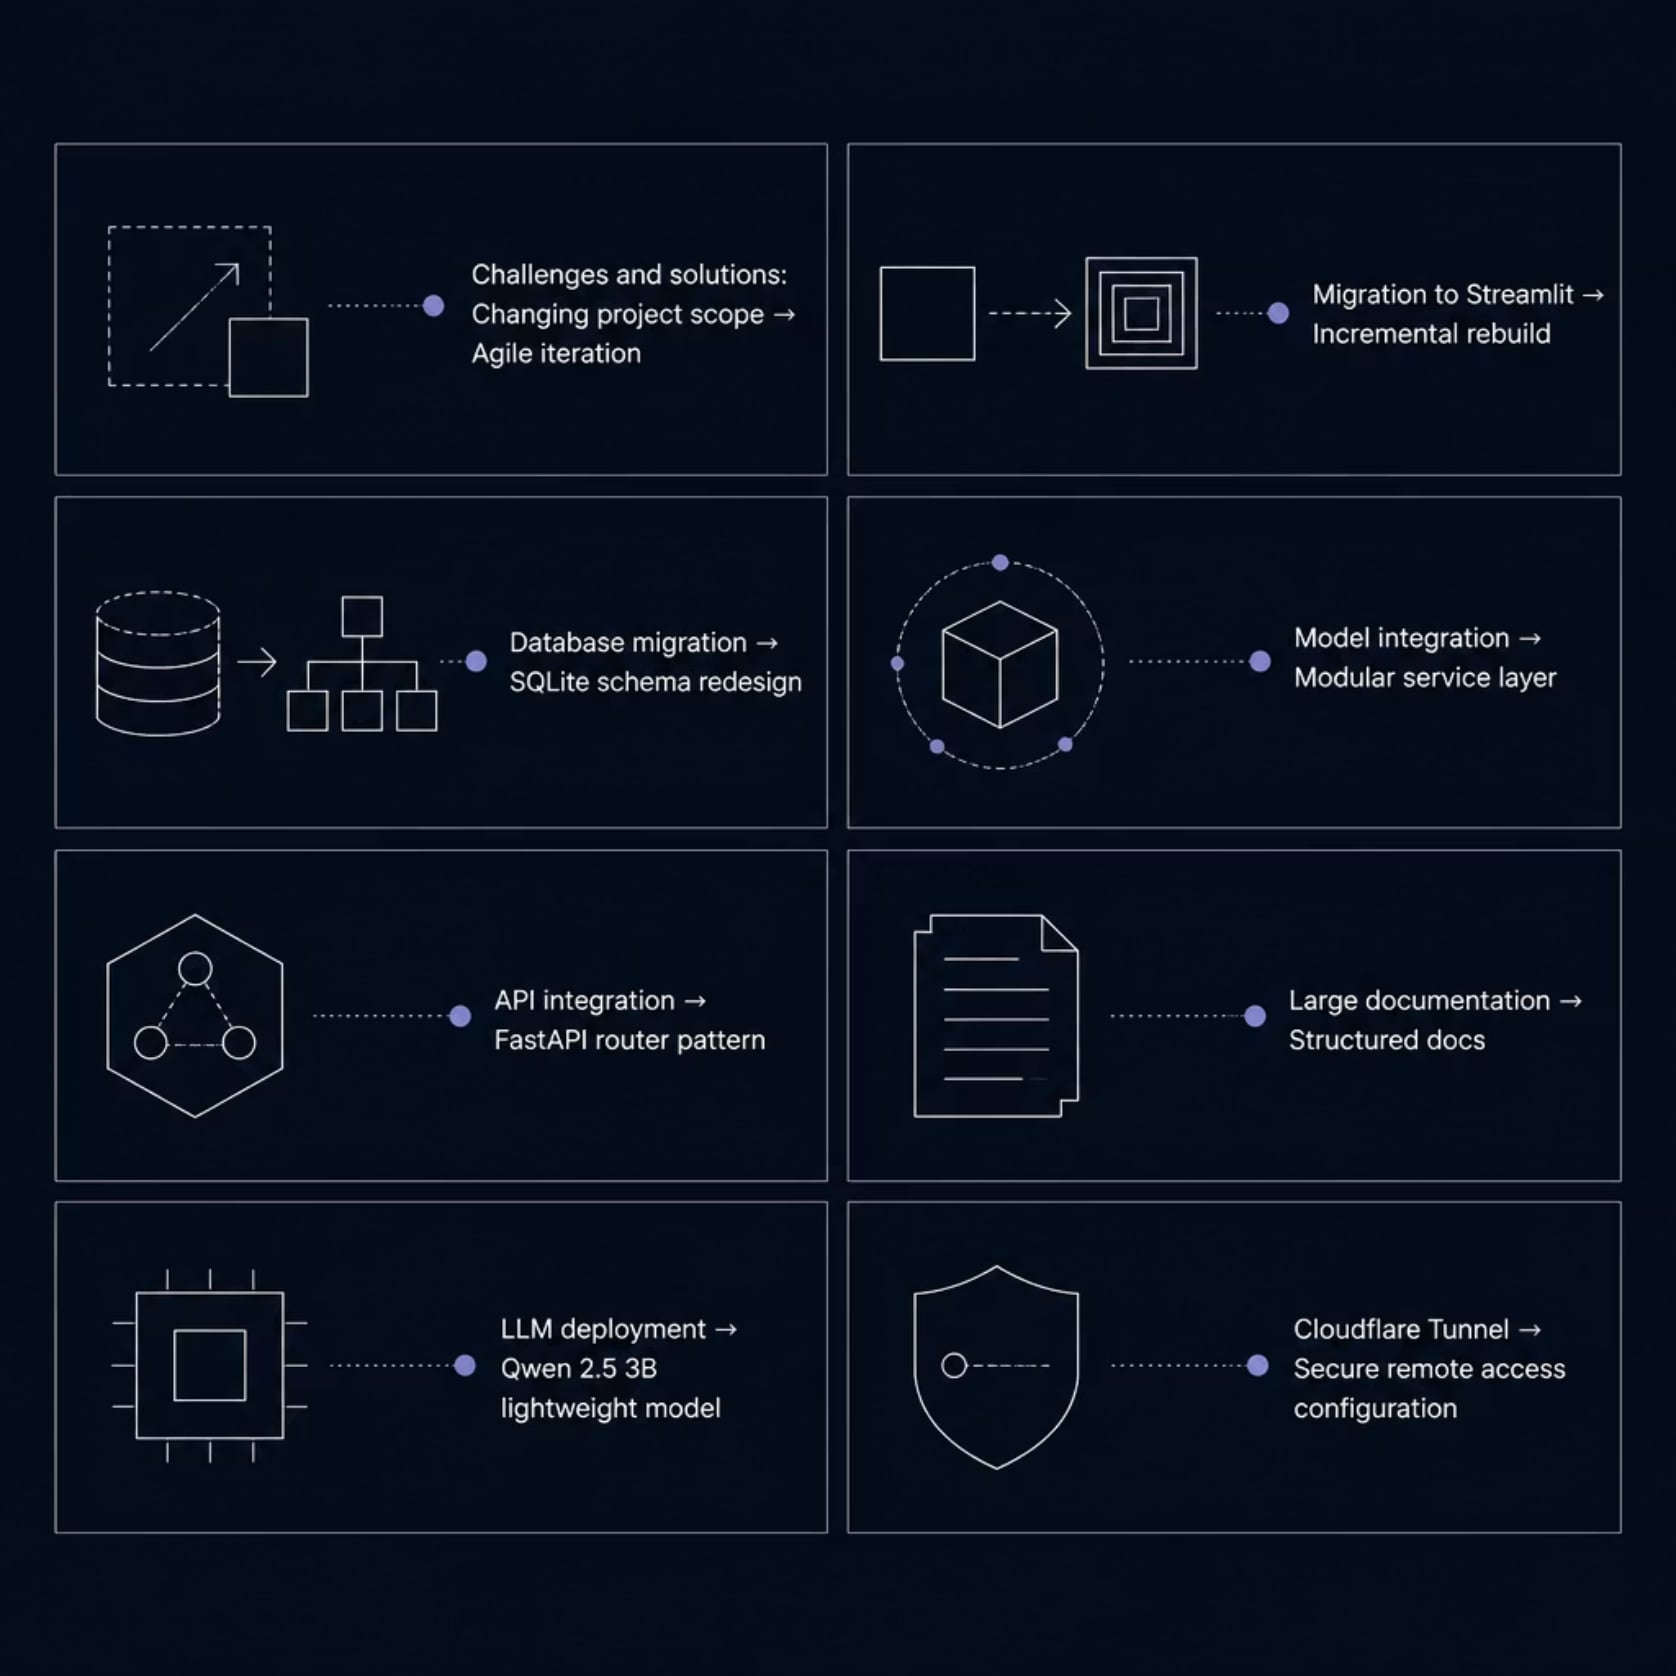 Challenges and solutions:
Changing project scope →
Agile iteration
Migration to Streamlit →
Incremental rebuild
Database migration →
SQLite schema redesign
Model integration →
Modular service layer
API integration →
FastAPI router pattern
Large documentation →
Structured docs
LLM deployment →
Qwen 2.5 3B
lightweight model
Cloudflare Tunnel →
Secure remote access
configuration